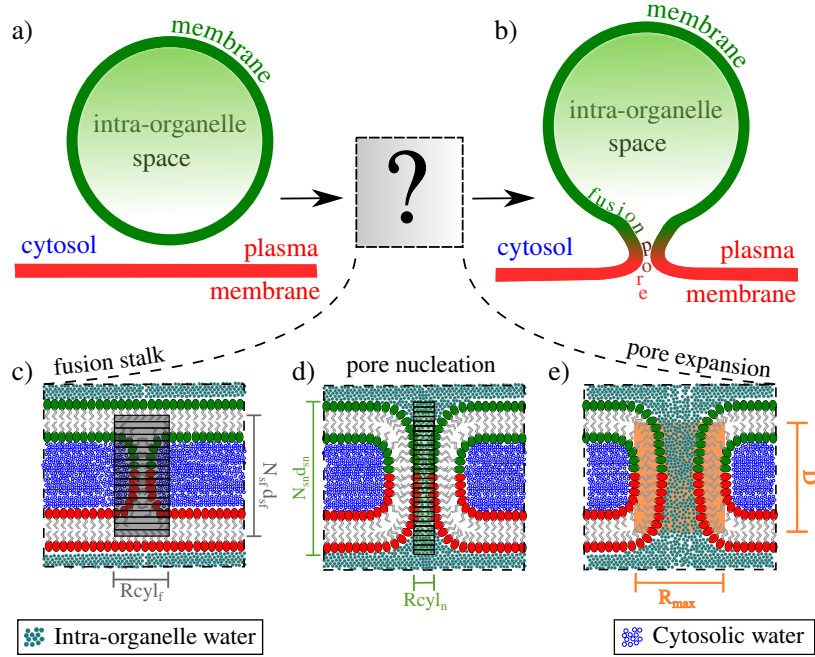 a)
membrane
intra-organelle
space
cytosol
plasma
membrane
?
b)
membrane
intra-organelle
space
fusion pore
cytosol
plasma
membrane
c)
fusion stalk
N_sf d_sf
Rcyl_f
d)
pore nucleation
N_sn d_sn
Rcyl_n
e)
pore expansion
D
R_max
Intra-organelle water
Cytosolic water